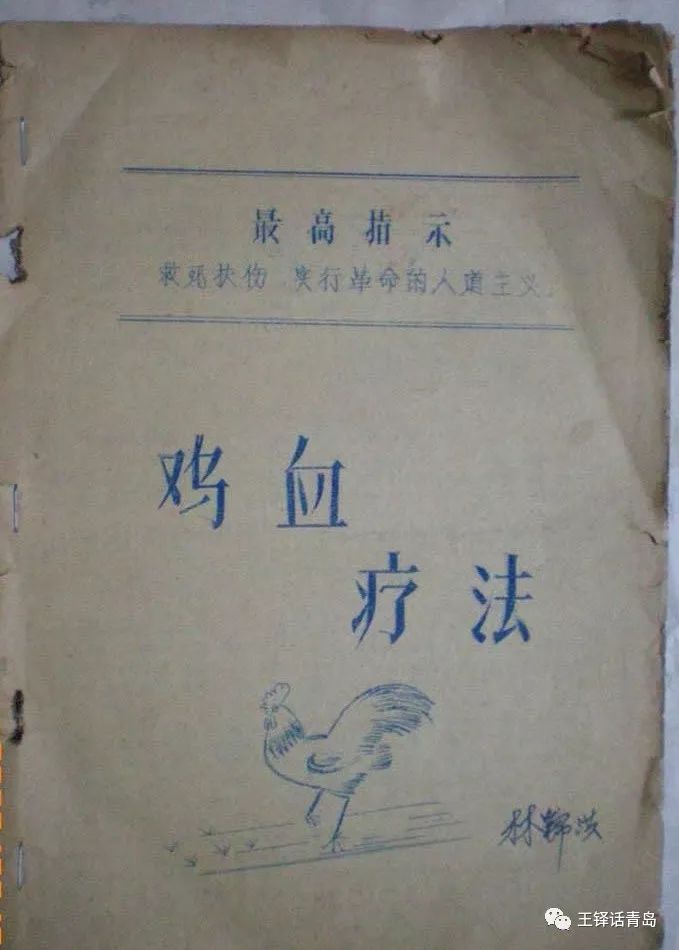 最高指示
救死扶伤 实行革命的人道主义
鸡血
疗法
王铎话青岛